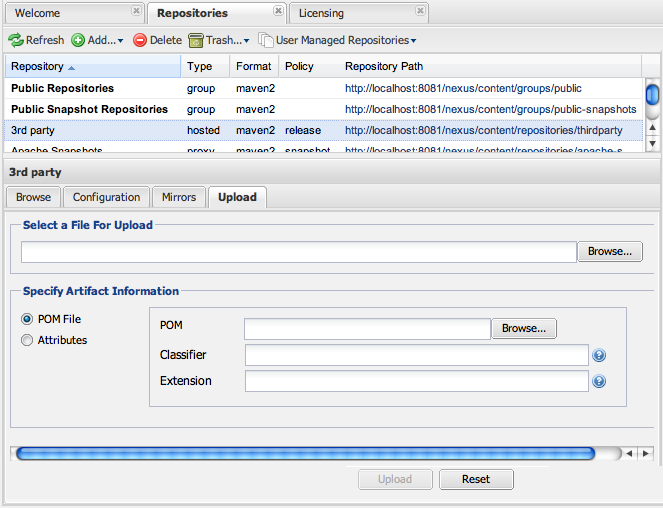 Welcome Repositories Licensing
Refresh Add... Delete Trash... User Managed Repositories
Repository Type Format Policy Repository Path
Public Repositories group maven2 http://localhost:8081/nexus/content/groups/public
Public Snapshot Repositories group maven2 http://localhost:8081/nexus/content/groups/public-snapshots
3rd party hosted maven2 release http://localhost:8081/nexus/content/repositories/thirdparty
Apache Snapshots proxy maven2 snapshot http://localhost:8081/nexus/content/repositories/apache-s
3rd party
Browse Configuration Mirrors Upload
Select a File For Upload
Browse...
Specify Artifact Information
POM File
Attributes
POM Browse...
Classifier ?
Extension ?
Upload Reset